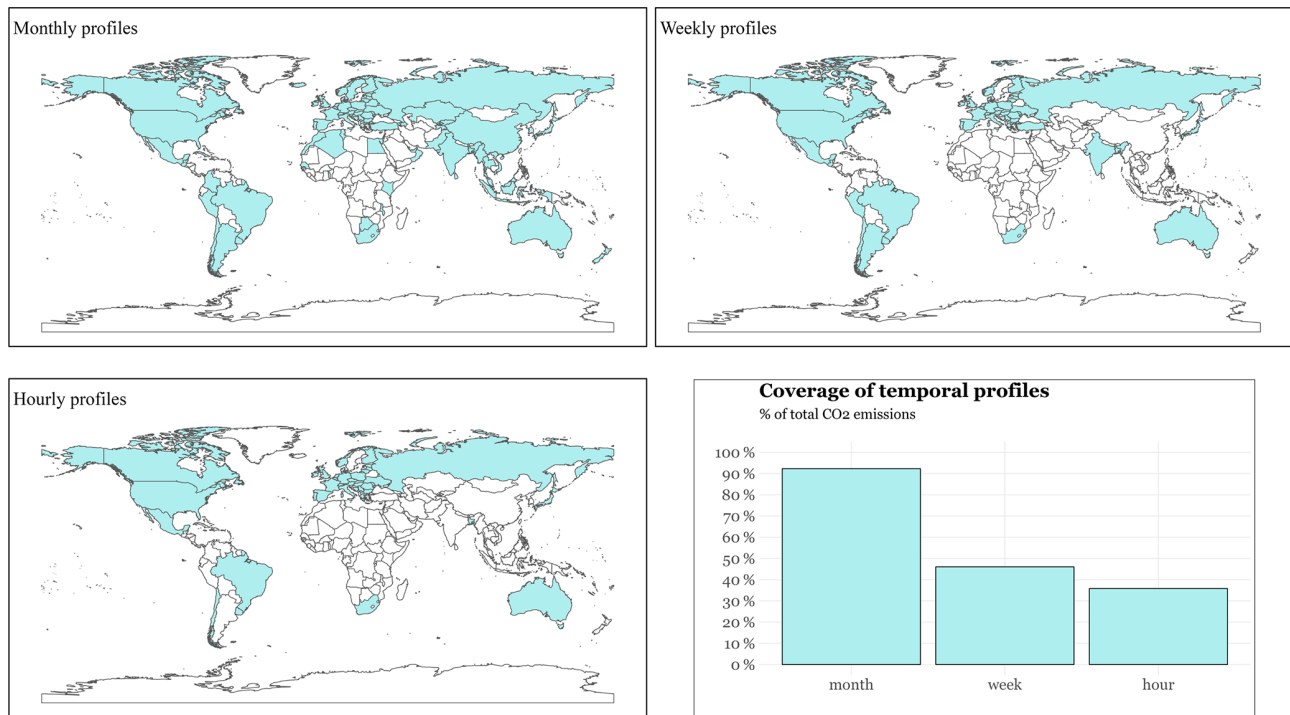 Monthly profiles
Weekly profiles
Hourly profiles
Coverage of temporal profiles
% of total CO2 emissions
100 %
90 %
80 %
70 %
60 %
50 %
40 %
30 %
20 %
10 %
0 %
month week hour